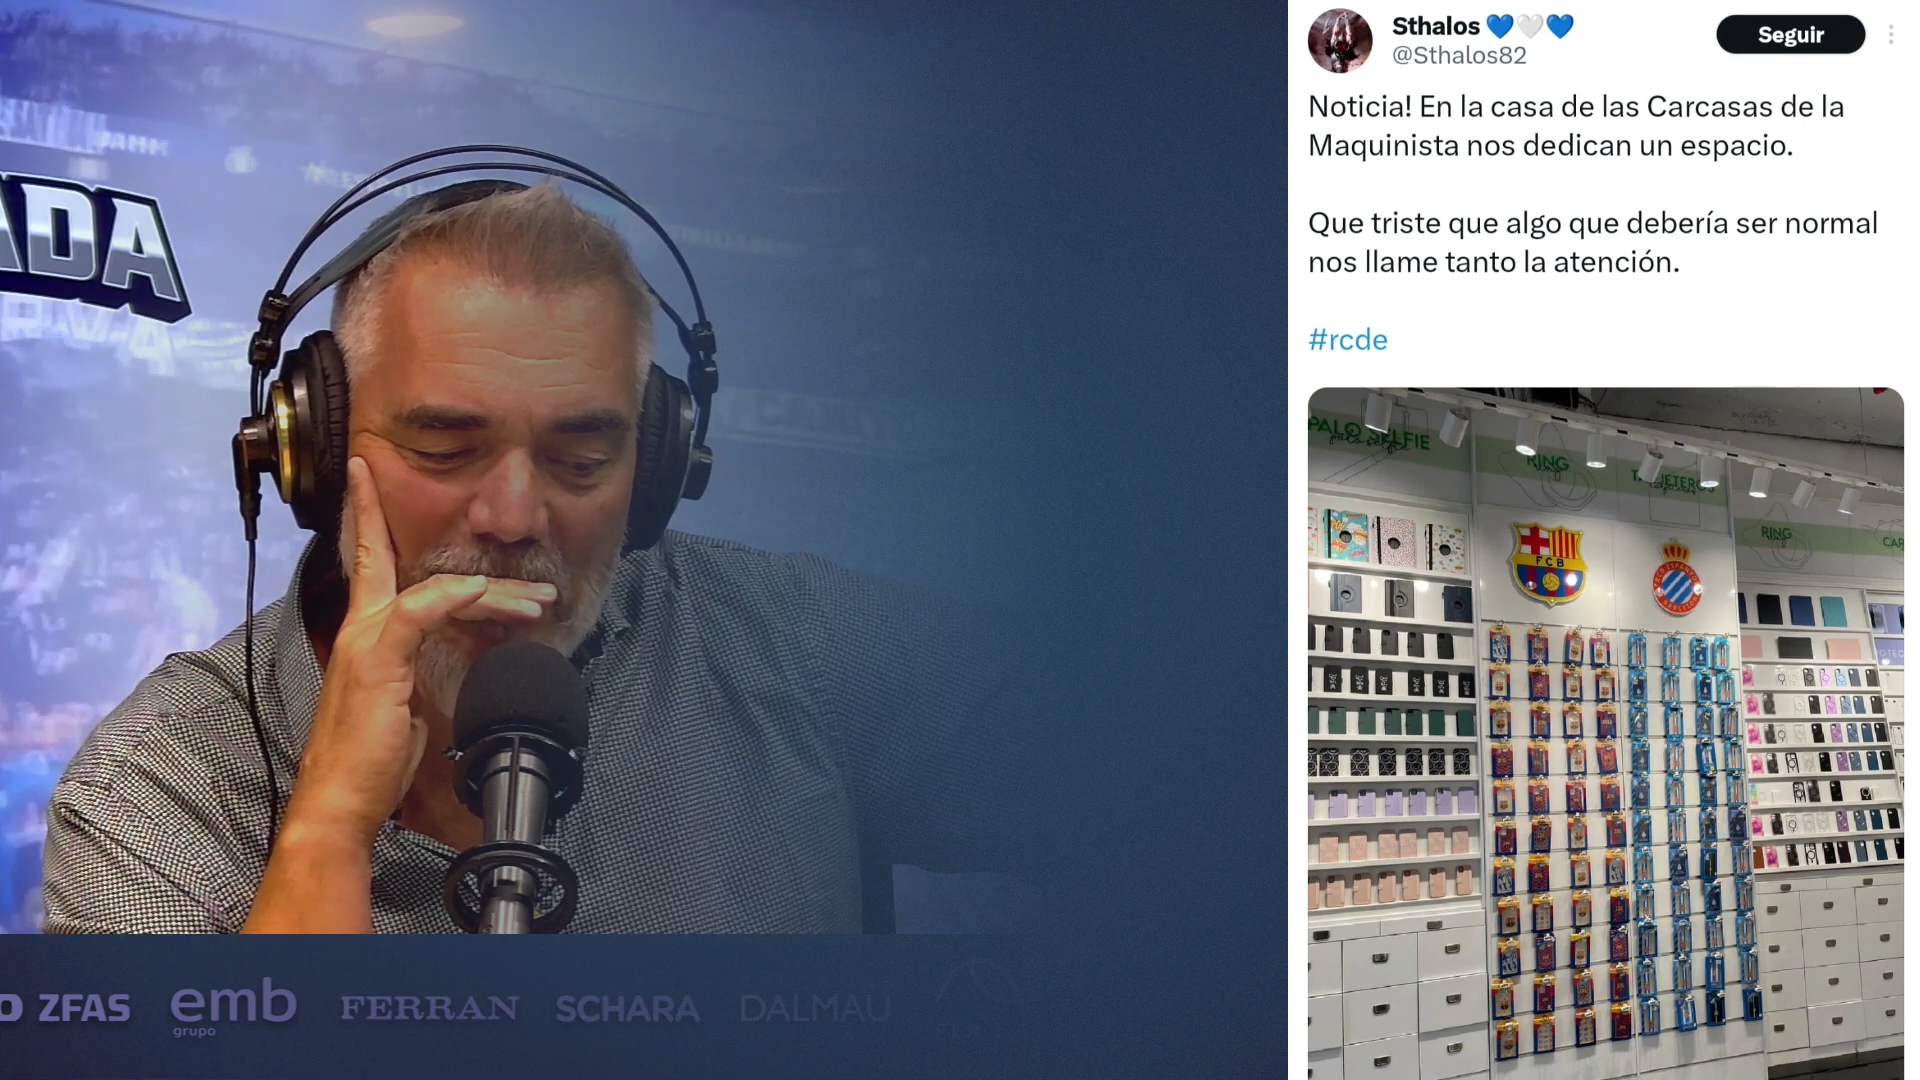 ADA
ZFAS
emb
grupo
FERRAN
SCHARA
DALMAU
Sthalos 💙🤍💙
@Sthalos82
Seguir
Noticia! En la casa de las Carcasas de la
Maquinista nos dedican un espacio.
Que triste que algo que debería ser normal
nos llame tanto la atención.
#rcde
PALO SELFIE
RING
RING
CAR
FCB